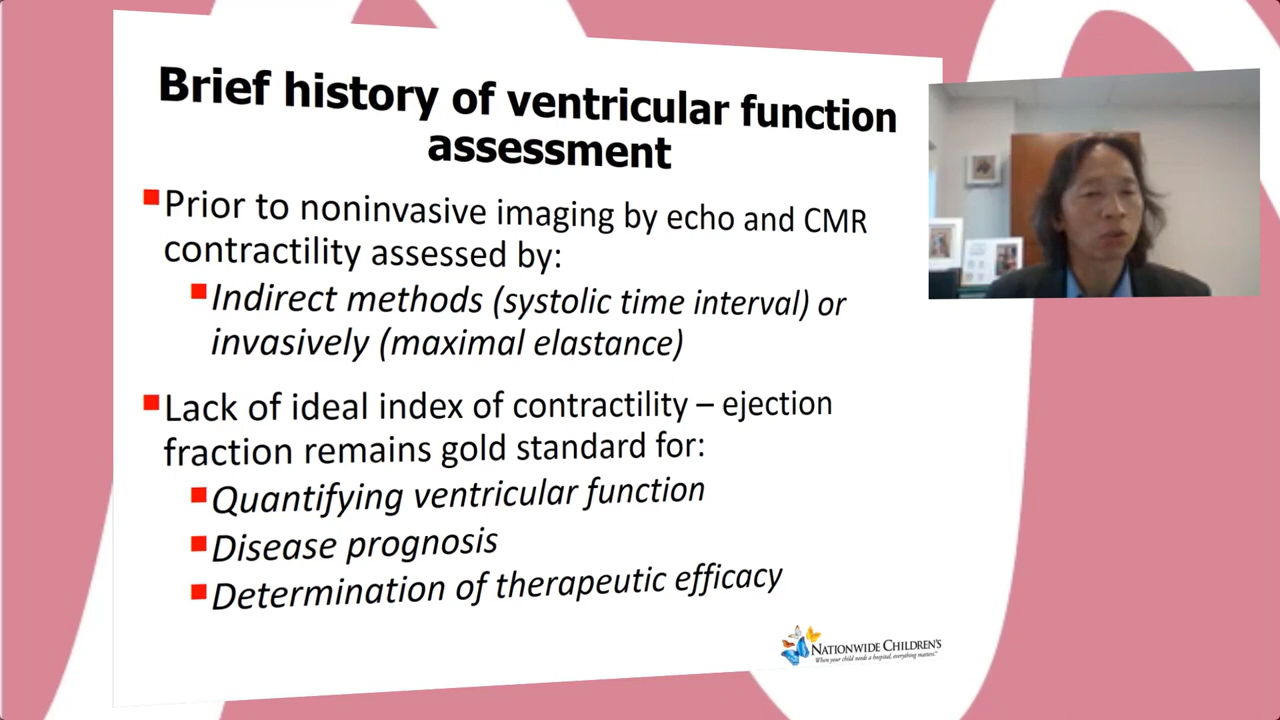 Brief history of ventricular function
assessment
Prior to noninvasive imaging by echo and CMR
contractility assessed by:
Indirect methods (systolic time interval) or
invasively (maximal elastance)
Lack of ideal index of contractility – ejection
fraction remains gold standard for:
Quantifying ventricular function
Disease prognosis
Determination of therapeutic efficacy
NATIONWIDE CHILDREN'S
When your child needs a hospital, everything matters.™